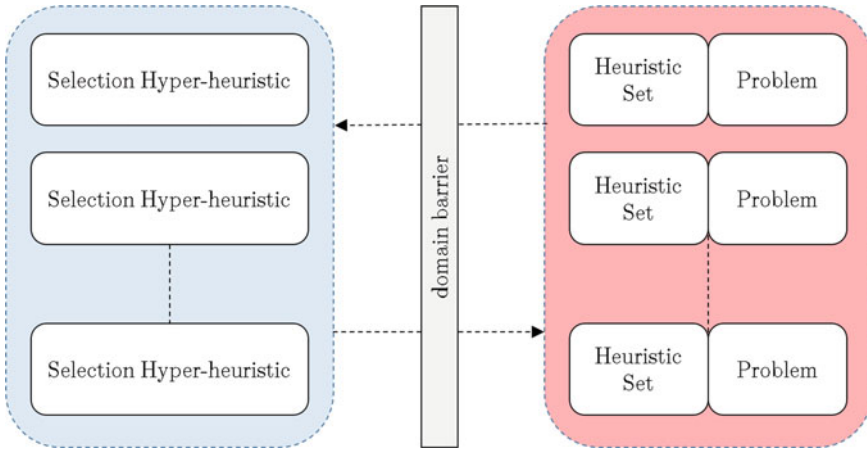 Selection Hyper-heuristic
Selection Hyper-heuristic
Selection Hyper-heuristic
domain barrier
Heuristic
Set
Problem
Heuristic
Set
Problem
Heuristic
Set
Problem